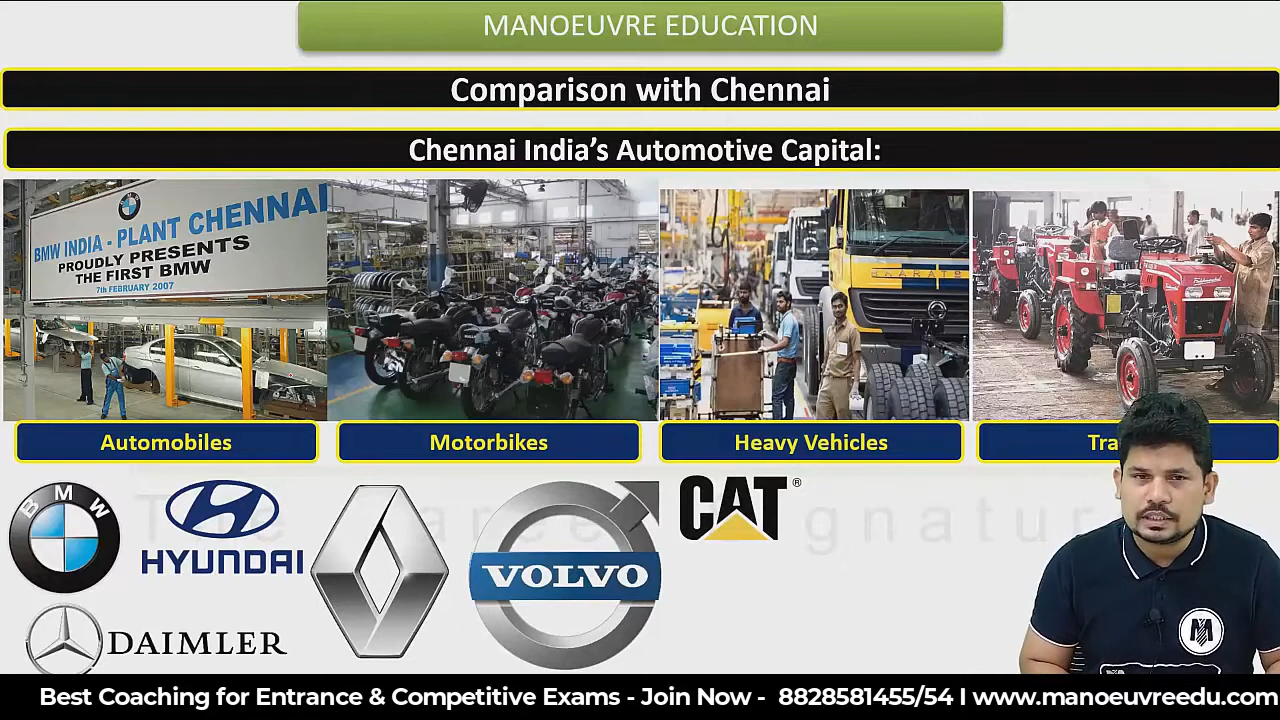 MANOEUVRE EDUCATION
Comparison with Chennai
Chennai India's Automotive Capital:
BMW INDIA - PLANT CHENNAI
PROUDLY PRESENTS
THE FIRST BMW
7th FEBRUARY 2007
BHARATB
Automobiles
Motorbikes
Heavy Vehicles
Tra
BMW
HYUNDAI
VOLVO
CAT®
DAIMLER
M
Best Coaching for Entrance & Competitive Exams - Join Now - 8828581455/54 I www.manoeuvreedu.com